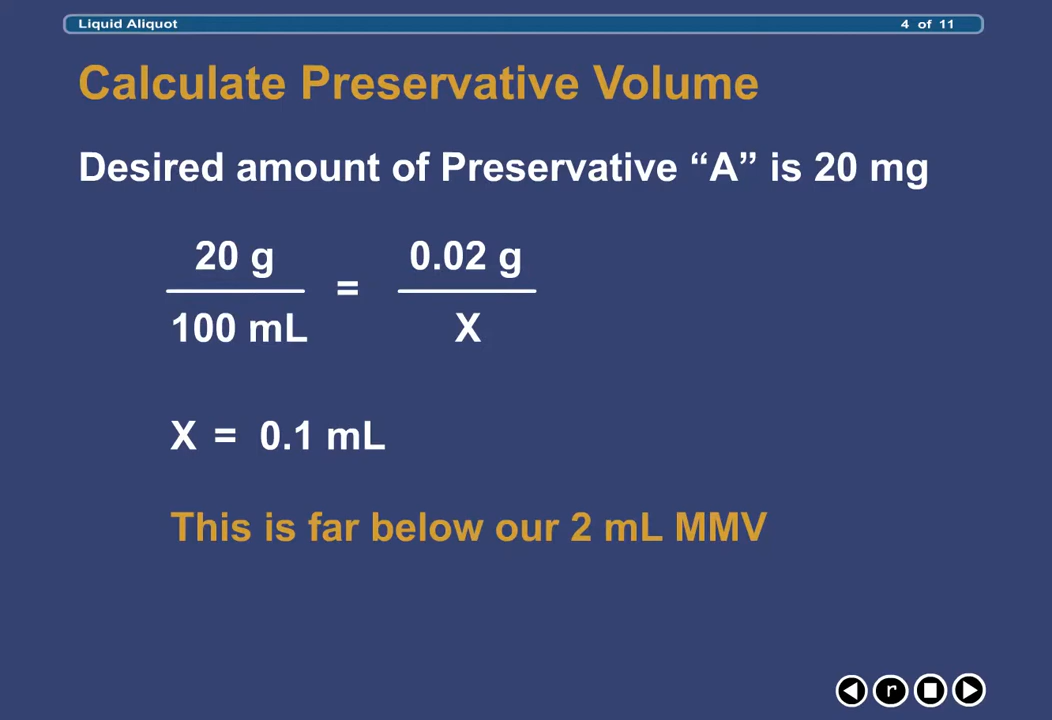 Liquid Aliquot
4 of 11
Calculate Preservative Volume
Desired amount of Preservative “A” is 20 mg
20 g
100 mL
=
0.02 g
X
X = 0.1 mL
This is far below our 2 mL MMV
r